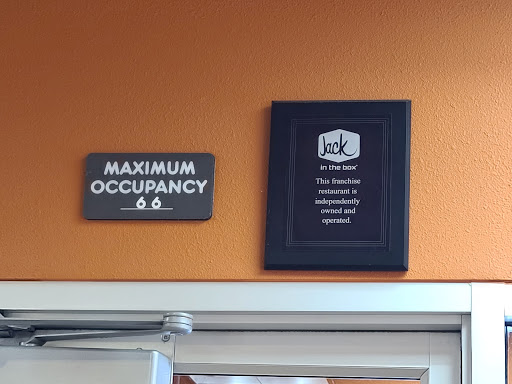 MAXIMUM
OCCUPANCY
66
Jack
in the box
This franchise
restaurant is
independently
owned and
operated.